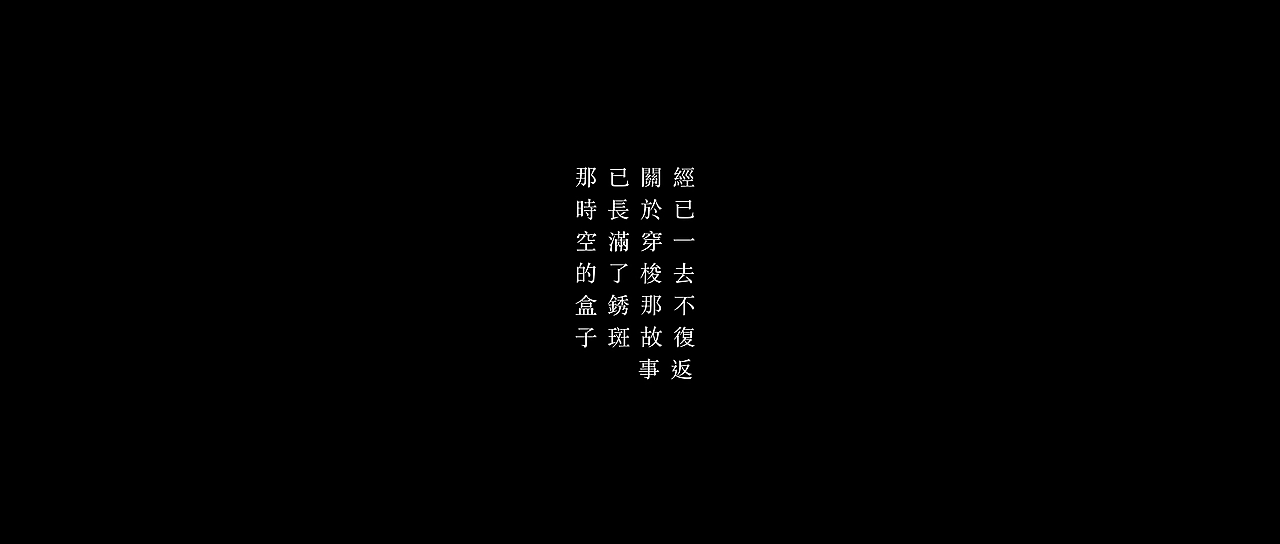 那時空的盒子
已長滿了銹斑
關於穿梭那故事
經已一去不復返